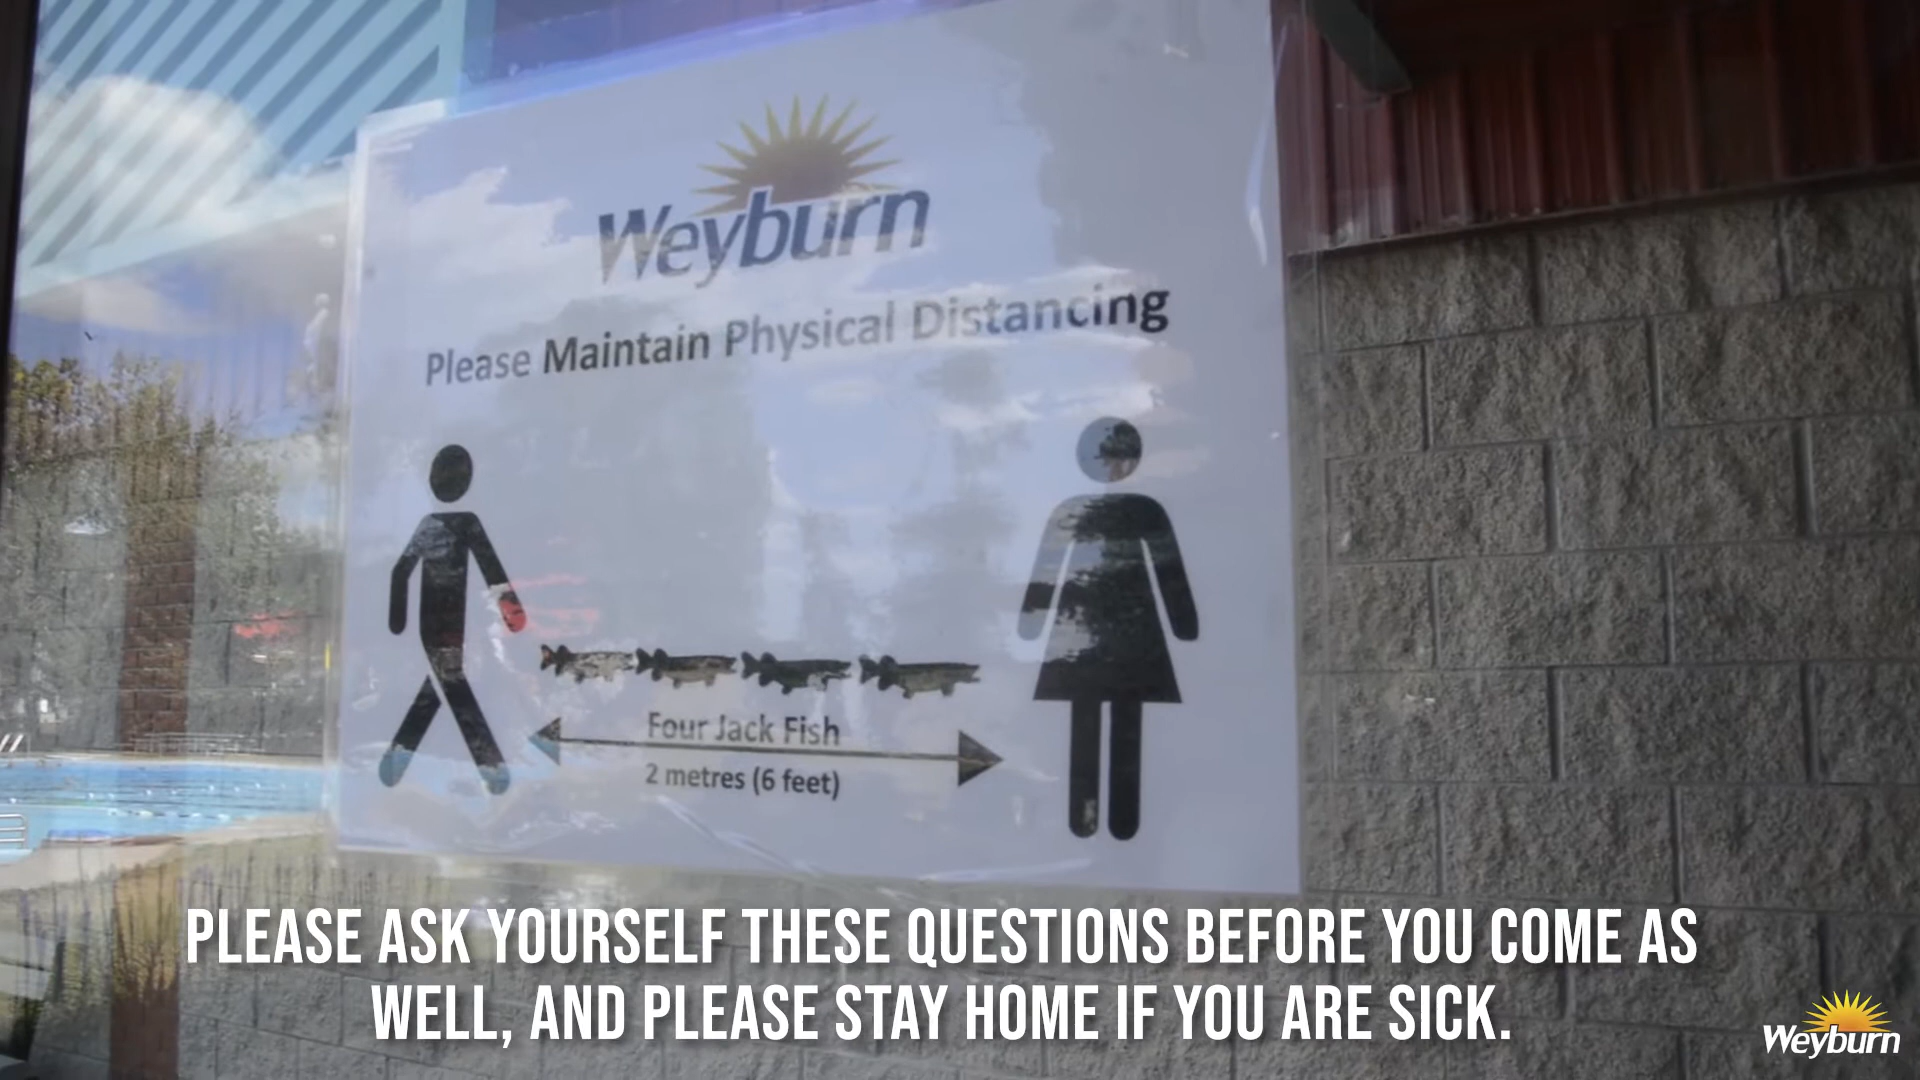 Weyburn
Please Maintain Physical Distancing
Four Jack Fish
2 metres (6 feet)
PLEASE ASK YOURSELF THESE QUESTIONS BEFORE YOU COME AS
WELL, AND PLEASE STAY HOME IF YOU ARE SICK.
Weyburn